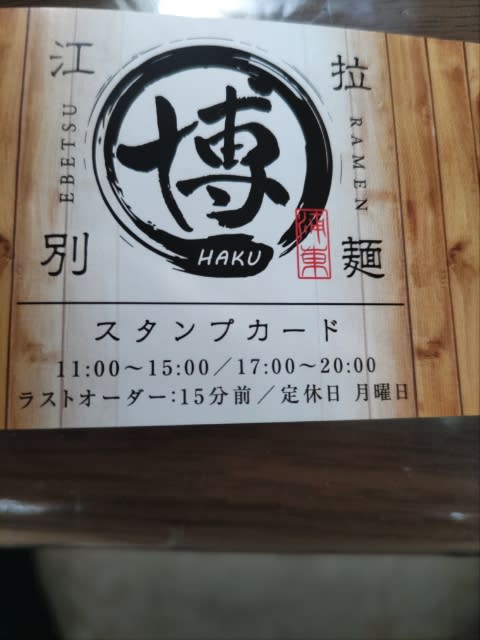 江別
EBETSU
博
HAKU
拉麺
RAMEN
スタンプカード
11:00～15:00／17:00～20:00
ラストオーダー：15分前／定休日 月曜日